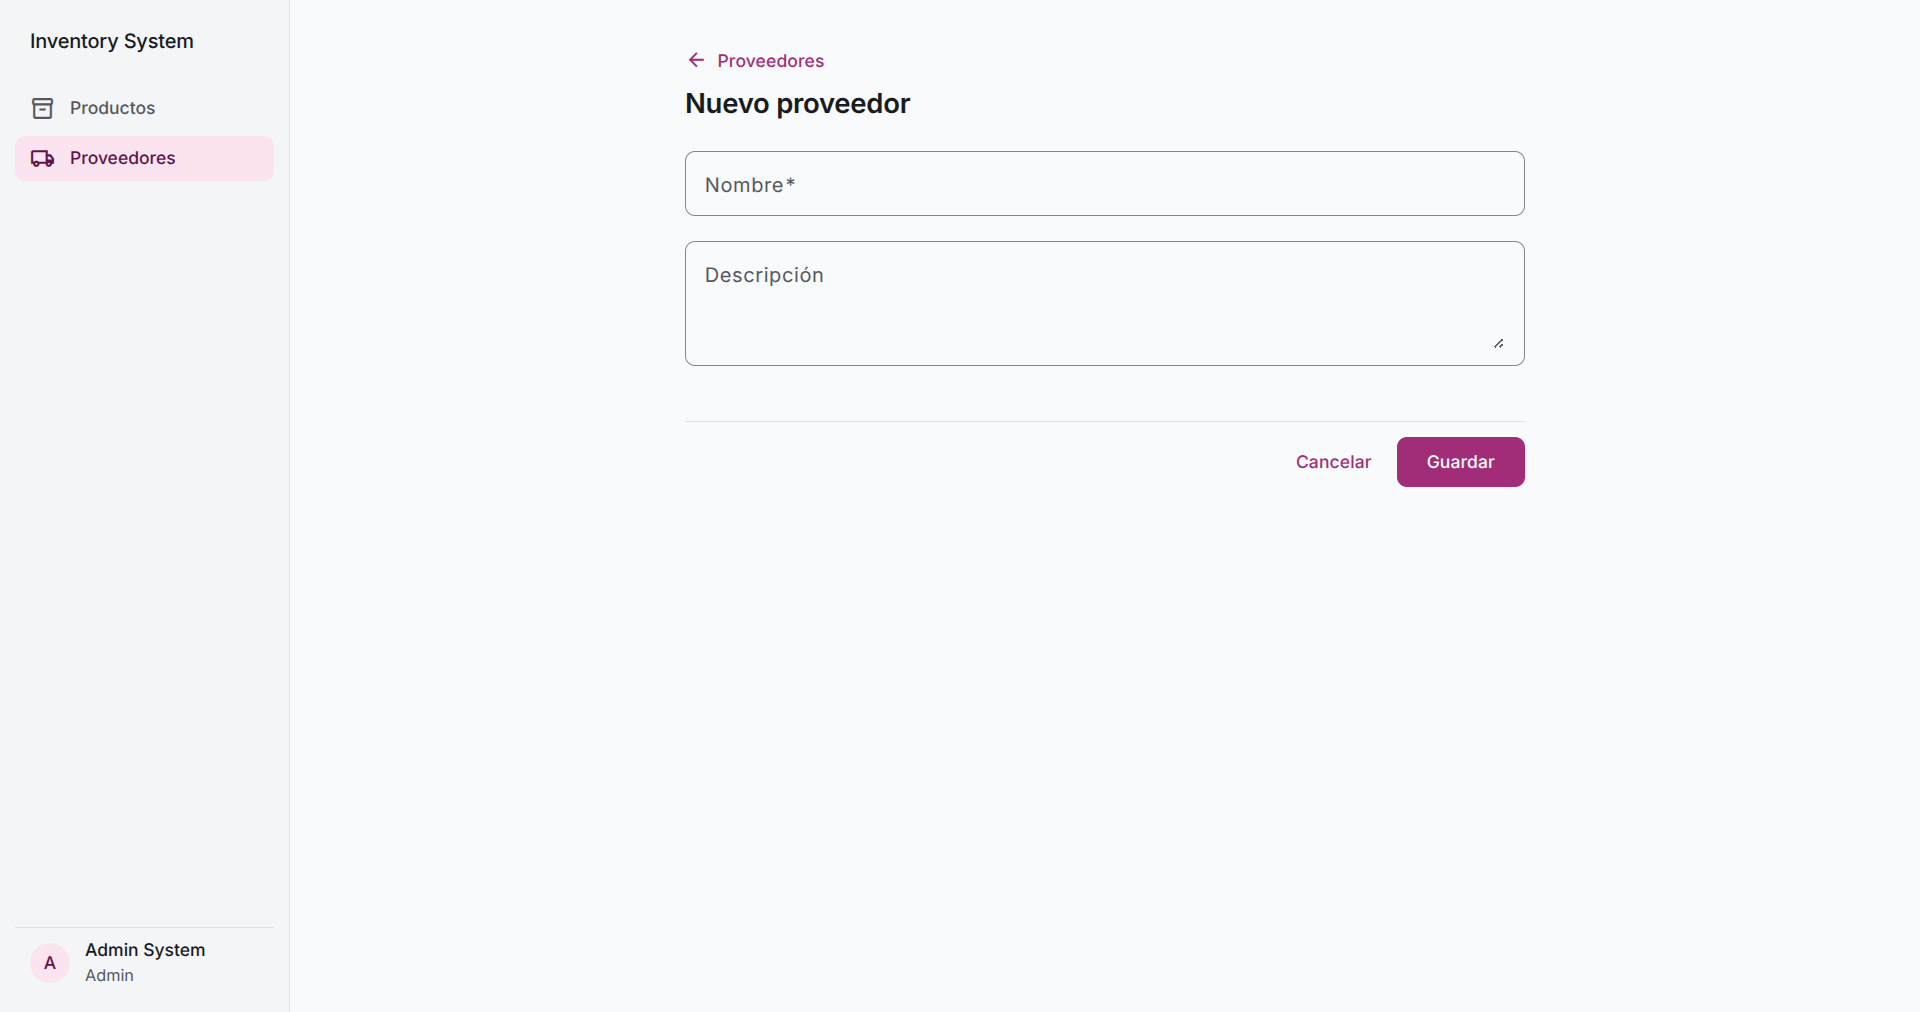 Inventory System
Productos
Proveedores
Proveedores
Nuevo proveedor
Nombre*
Descripción
Cancelar
Guardar
A
Admin System
Admin